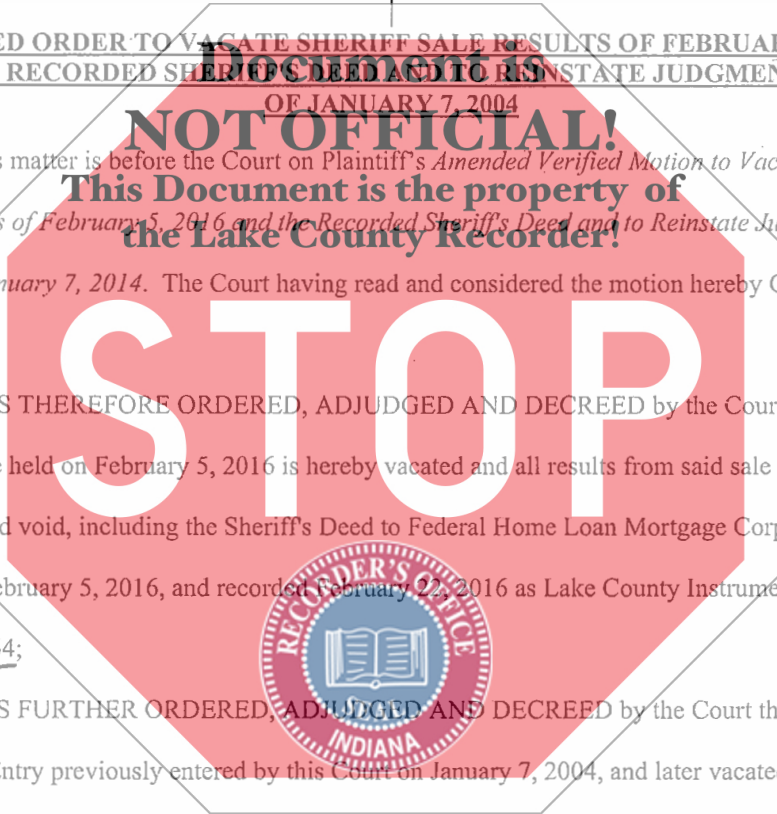 ED ORDER TO VACATE SHERIFF SALE RESULTS OF FEBRUAR
Document is
RECORDED SHERIFF'S DEED AND TO REINSTATE JUDGMEN
OF JANUARY 7, 2004
NOT OFFICIAL!
s matter is before the Court on Plaintiff's Amended Verified Motion to Vac
This Document is the property of
s of February 5, 2016 and the Recorded Sheriff's Deed and to Reinstate Ju
the Lake County Recorder!
nuary 7, 2014. The Court having read and considered the motion hereby G
STOP
S THEREFORE ORDERED, ADJUDGED AND DECREED by the Cour
e held on February 5, 2016 is hereby vacated and all results from said sale
d void, including the Sheriff's Deed to Federal Home Loan Mortgage Corp
ebruary 5, 2016, and recorded February 22, 2016 as Lake County Instrume
RECORDER'S OFFICE
4;
SEAL
S FURTHER ORDERED, ADJUDGED AND DECREED by the Court th
INDIANA
Entry previously entered by this Court on January 7, 2004, and later vacate